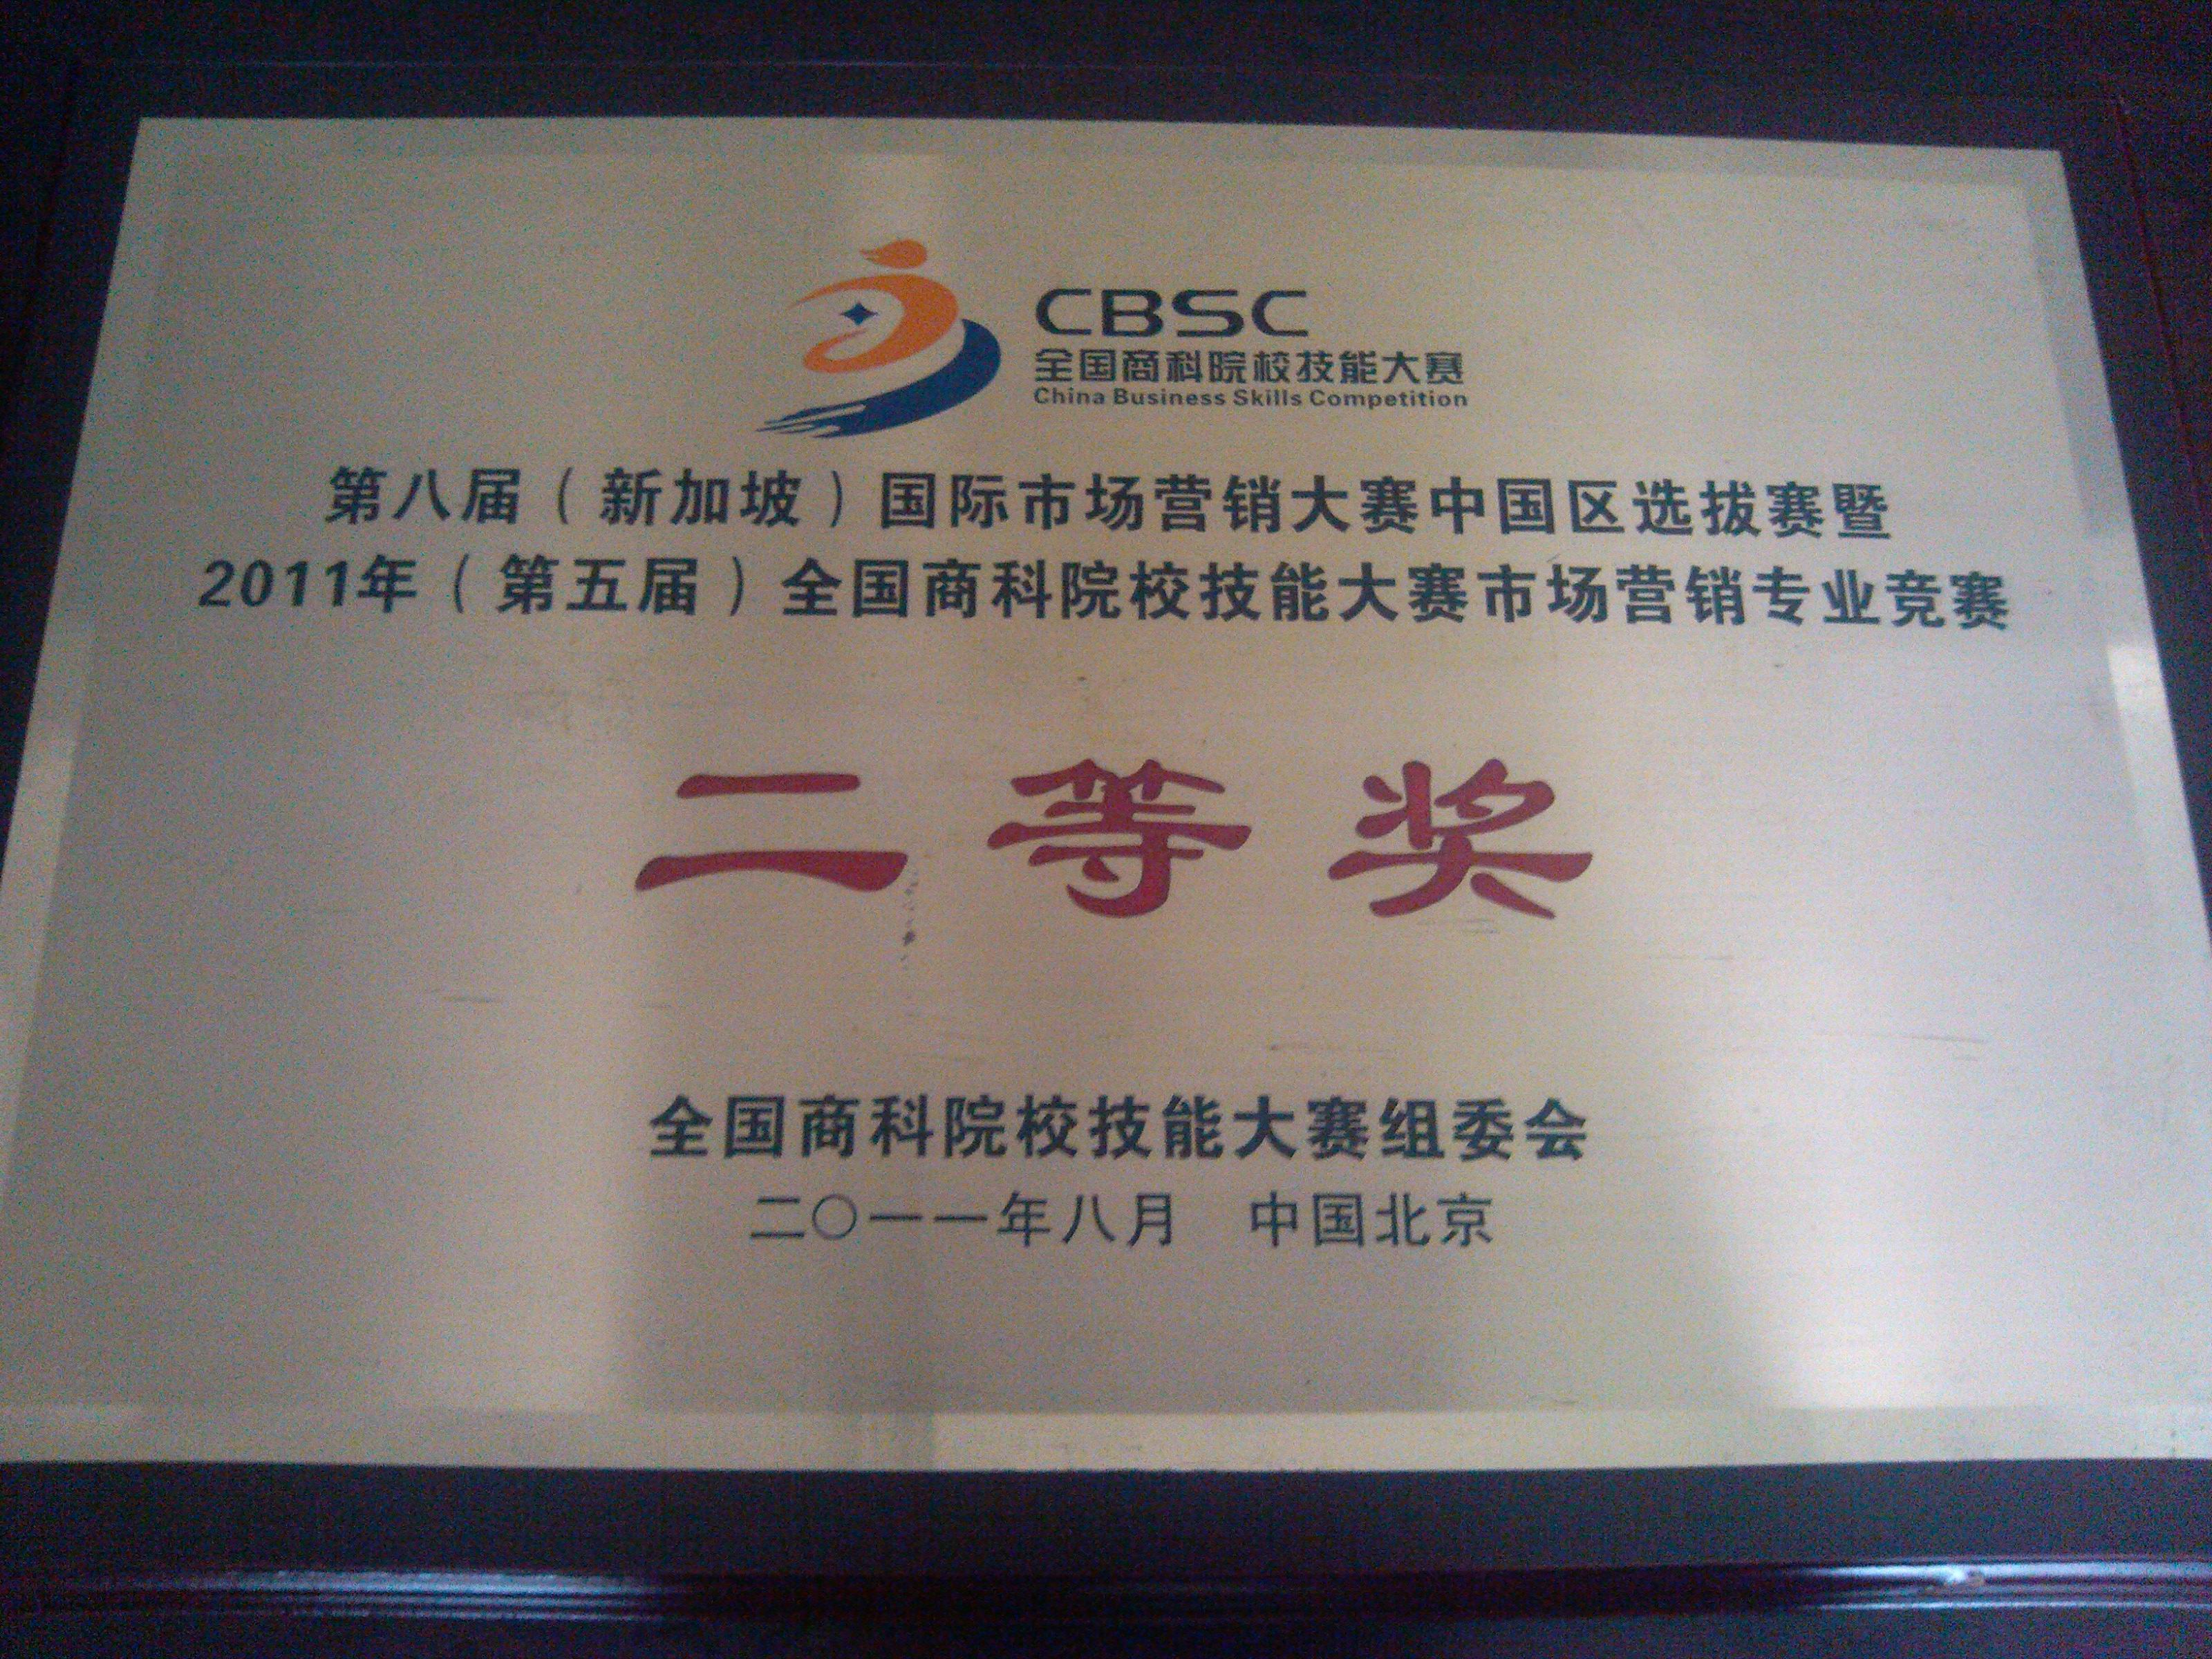 CBSC
全国商科院校技能大赛
China Business Skills Competition
第八届（新加坡）国际市场营销大赛中国区选拔赛暨
2011年（第五届）全国商科院校技能大赛市场营销专业竞赛
二等奖
全国商科院校技能大赛组委会
二〇一一年八月 中国北京